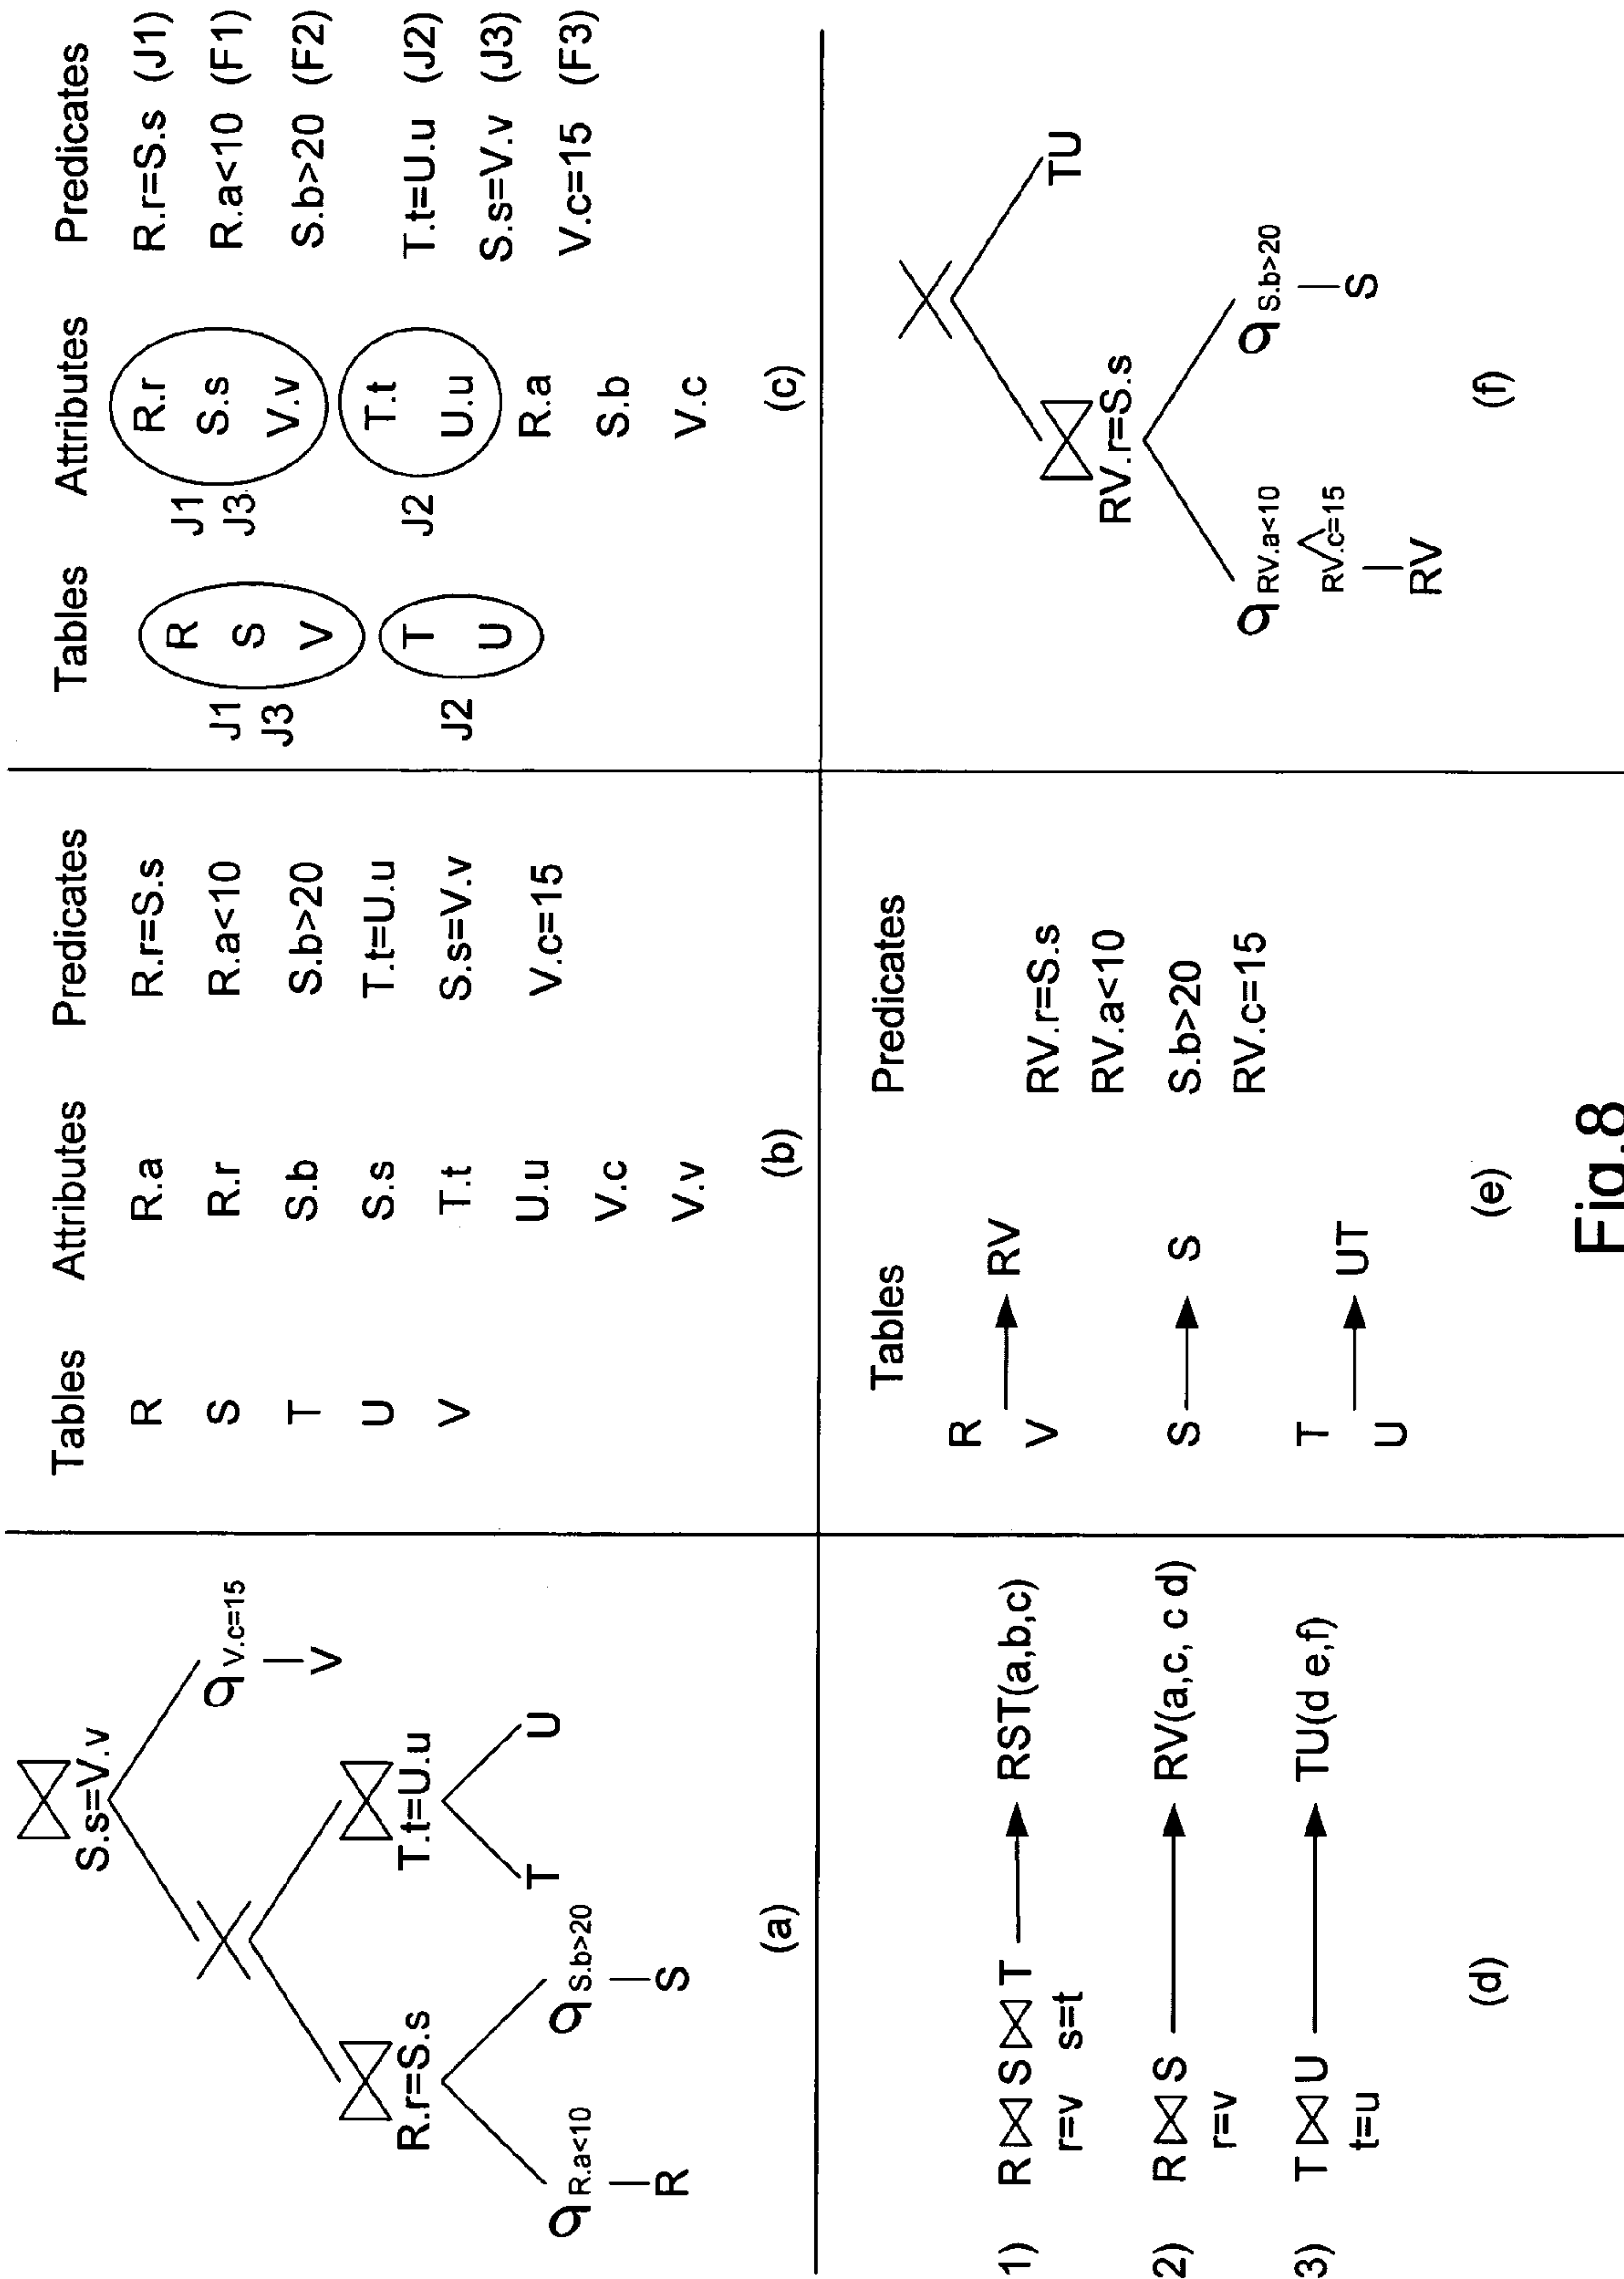 S.s=V.v
σ V.c=15
V
R.r=S.s
T.t=U.u
σ R.a<10
σ S.b>20
T
U
R
S
(a)
Tables Attributes Predicates
R R.a R.r=S.s
S R.r R.a<10
T S.b S.b>20
U S.s T.t=U.u
V T.t S.s=V.v
U.u V.c=15
V.c
V.v
(b)
Tables Attributes Predicates
J1 R J1 R.r R.r=S.s (J1)
J3 S J3 S.s R.a<10 (F1)
V V.v S.b>20 (F2)
J2 T J2 T.t T.t=U.u (J2)
U U.u S.s=V.v (J3)
R.a V.c=15 (F3)
S.b
V.c
(c)
1) R ⋈ S ⋈ T → RST(a,b,c)
r=v s=t
2) R ⋈ S → RV(a,c, c d)
r=v
3) T ⋈ U → TU(d e,f)
t=u
(d)
Tables Predicates
R
→ RV RV.r=S.s
V RV.a<10
S → S S.b>20
RV.c=15
T
→ UT
U
(e)
TU
RV.r=S.s
σ RV.a<10
∧
RV.c=15
σ S.b>20
RV
S
(f)
Fig.8